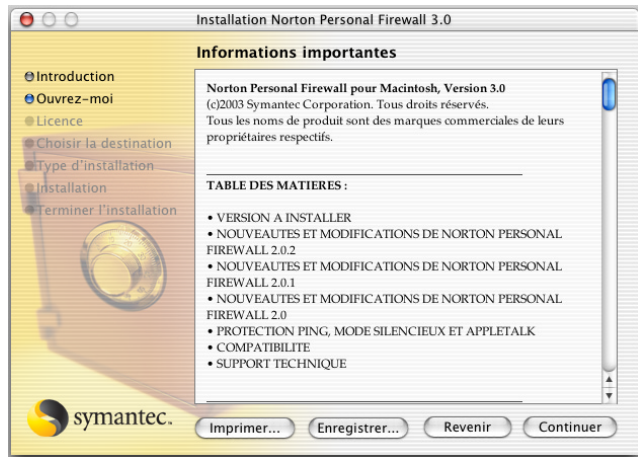 Installation Norton Personal Firewall 3.0
Informations importantes
Introduction
Ouvrez-moi
Licence
Choisir la destination
Type d'installation
Installation
Terminer l'installation
Norton Personal Firewall pour Macintosh, Version 3.0
(c)2003 Symantec Corporation. Tous droits réservés.
Tous les noms de produit sont des marques commerciales de leurs
propriétaires respectifs.
TABLE DES MATIERES :
• VERSION A INSTALLER
• NOUVEAUTES ET MODIFICATIONS DE NORTON PERSONAL
FIREWALL 2.0.2
• NOUVEAUTES ET MODIFICATIONS DE NORTON PERSONAL
FIREWALL 2.0.1
• NOUVEAUTES ET MODIFICATIONS DE NORTON PERSONAL
FIREWALL 2.0
• PROTECTION PING, MODE SILENCIEUX ET APPLETALK
• COMPATIBILITE
• SUPPORT TECHNIQUE
symantec.
Imprimer...
Enregistrer...
Revenir
Continuer